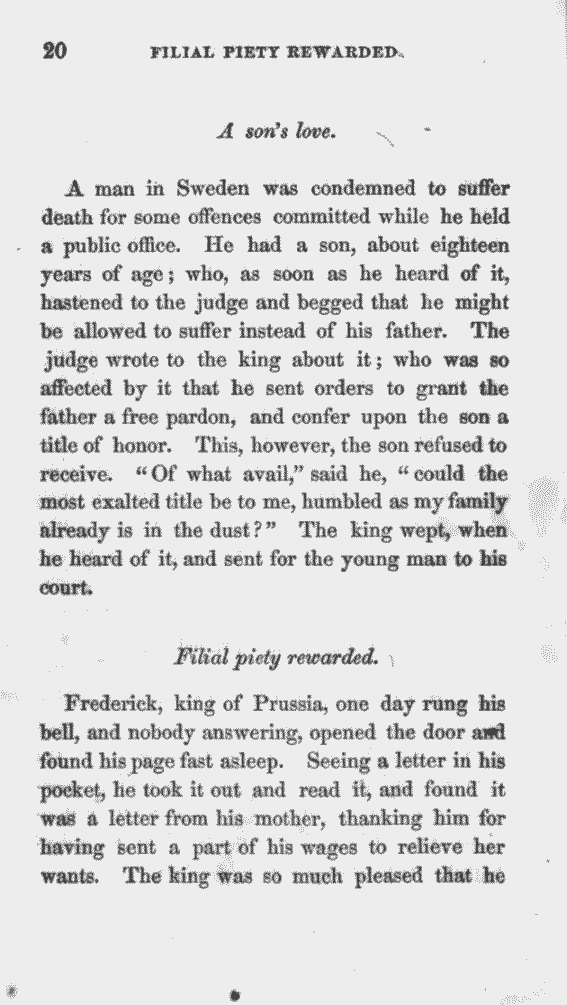 20 FILIAL PIETY REWARDED.
A son's love.
A man in Sweden was condemned to suffer
death for some offences committed while he held
a public office. He had a son, about eighteen
years of age; who, as soon as he heard of it,
hastened to the judge and begged that he might
be allowed to suffer instead of his father. The
judge wrote to the king about it; who was so
affected by it that he sent orders to grant the
father a free pardon, and confer upon the son a
title of honor. This, however, the son refused to
receive. "Of what avail," said he, "could the
most exalted title be to me, humbled as my family
already is in the dust?" The king wept, when
he heard of it, and sent for the young man to his
court.
Filial piety rewarded.
Frederick, king of Prussia, one day rung his
bell, and nobody answering, opened the door and
found his page fast asleep. Seeing a letter in his
pocket, he took it out and read it, and found it
was a letter from his mother, thanking him for
having sent a part of his wages to relieve her
wants. The king was so much pleased that he